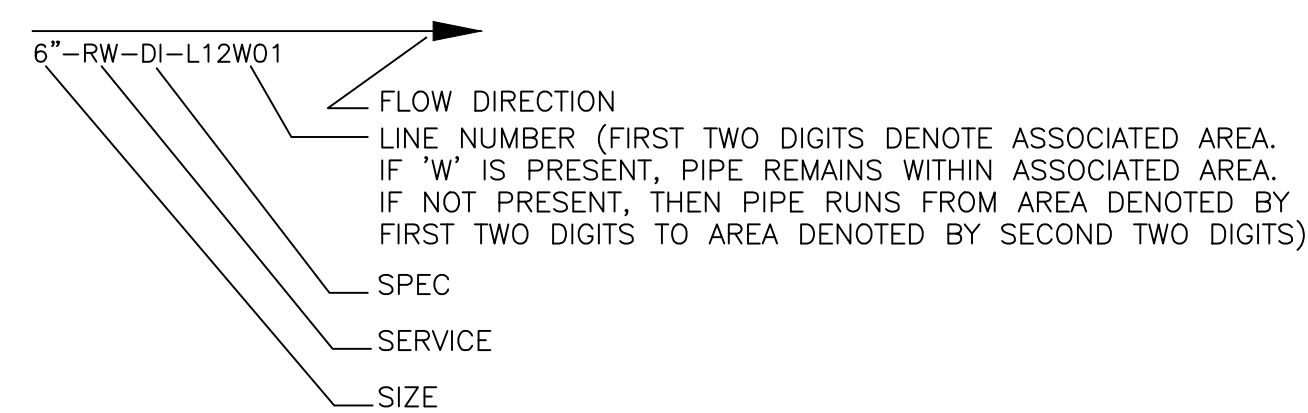 6"-RW-DI-L12W01
FLOW DIRECTION
LINE NUMBER (FIRST TWO DIGITS DENOTE ASSOCIATED AREA.
IF 'W' IS PRESENT, PIPE REMAINS WITHIN ASSOCIATED AREA.
IF NOT PRESENT, THEN PIPE RUNS FROM AREA DENOTED BY
FIRST TWO DIGITS TO AREA DENOTED BY SECOND TWO DIGITS)
SPEC
SERVICE
SIZE